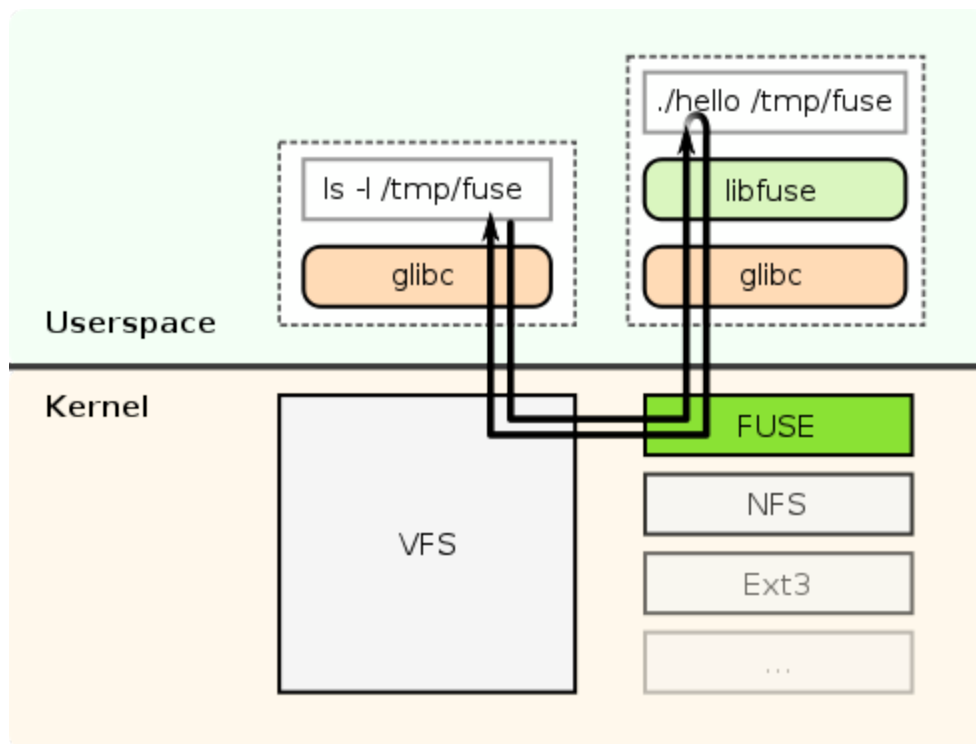 ./hello /tmp/fuse
ls -l /tmp/fuse
libfuse
glibc
glibc
Userspace
Kernel
FUSE
NFS
VFS
Ext3
...